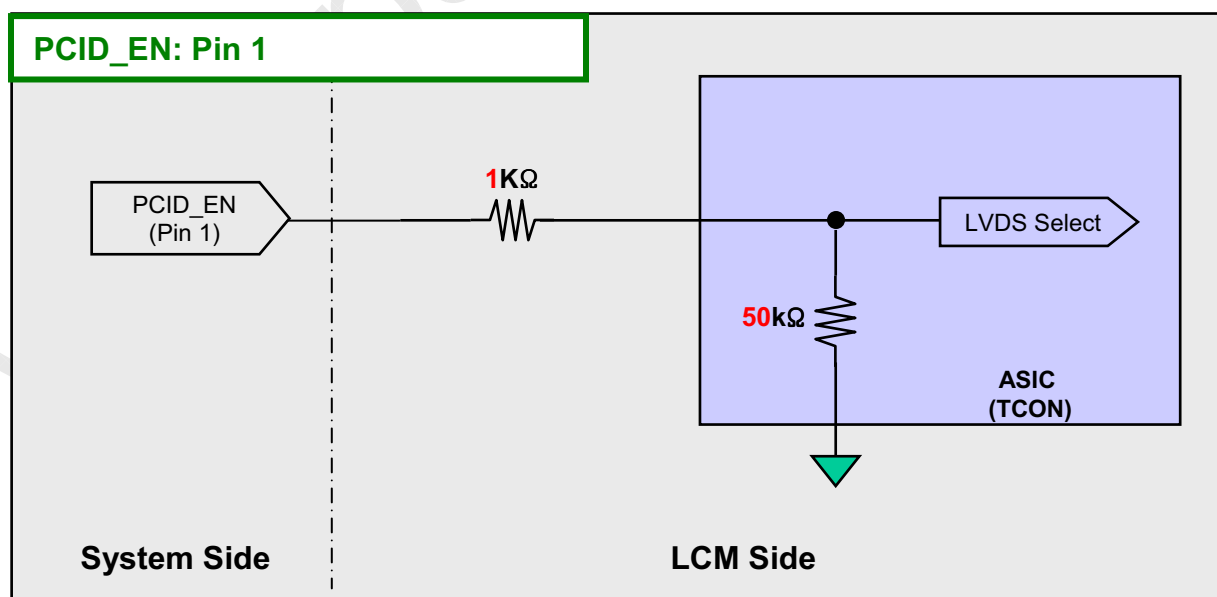 PCID_EN: Pin 1
1KΩ
PCID_EN
(Pin 1)
LVDS Select
50kΩ
ASIC
(TCON)
System Side
LCM Side